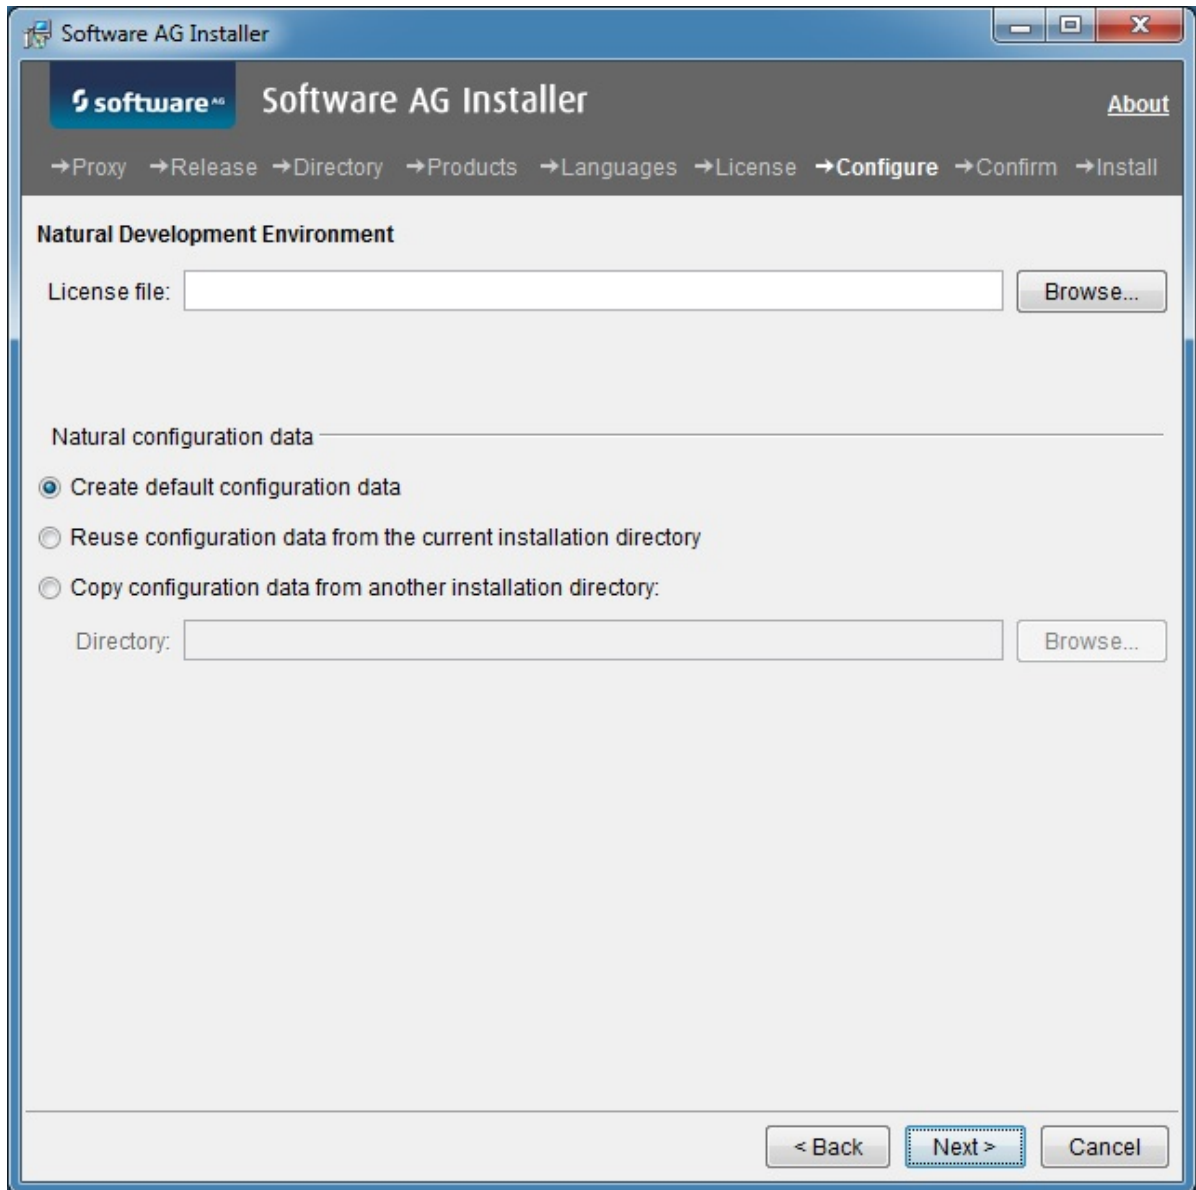 Software AG Installer
software AG Software AG Installer About
→Proxy →Release →Directory →Products →Languages →License →Configure →Confirm →Install
Natural Development Environment
License file: Browse...
Natural configuration data
Create default configuration data
Reuse configuration data from the current installation directory
Copy configuration data from another installation directory:
Directory: Browse...
< Back Next > Cancel